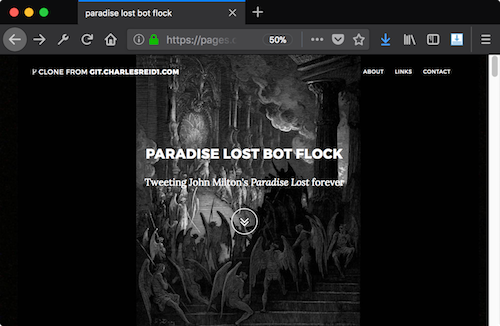 paradise lost bot flock
https://pages.
50%
CLONE FROM GIT.CHARLESREID1.COM
ABOUT LINKS CONTACT
PARADISE LOST BOT FLOCK
Tweeting John Milton's Paradise Lost forever